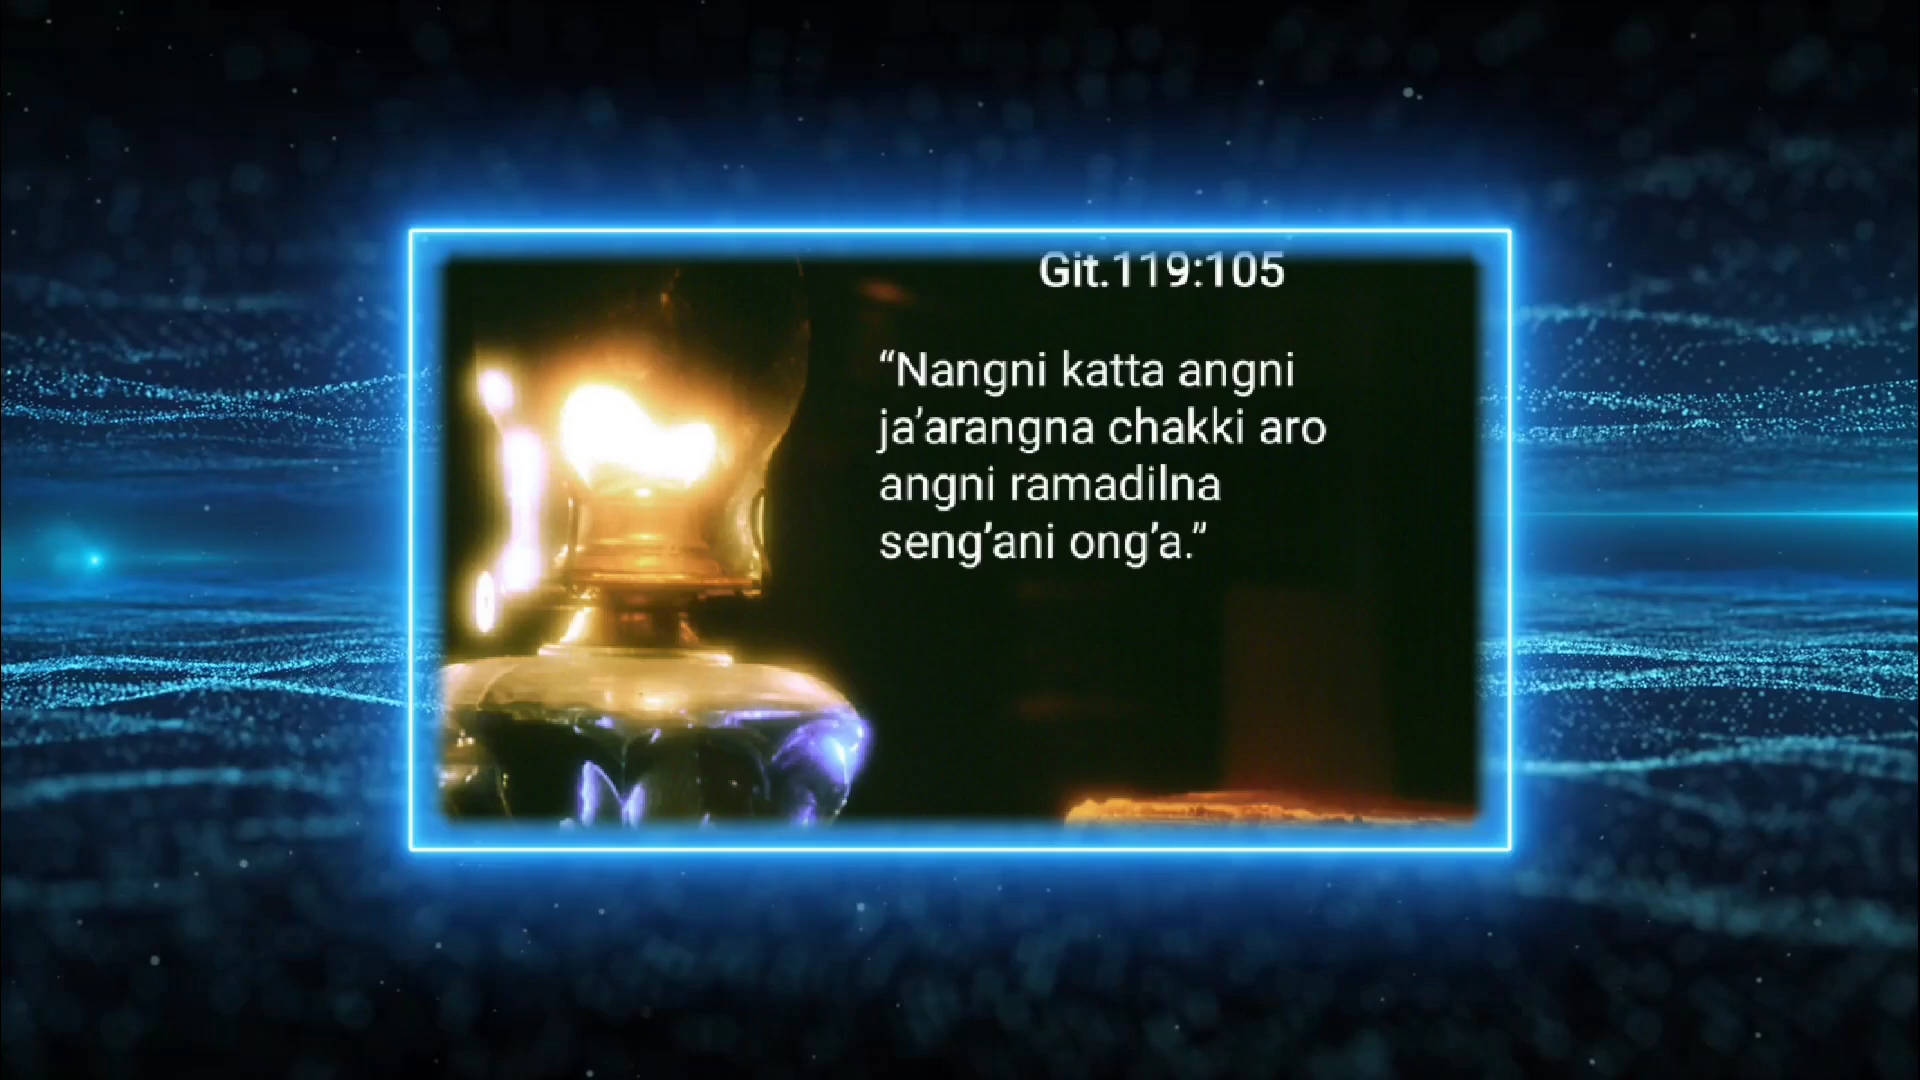 Git.119:105
“Nangni katta angni
ja’arangna chakki aro
angni ramadilna
seng’ani ong’a.”